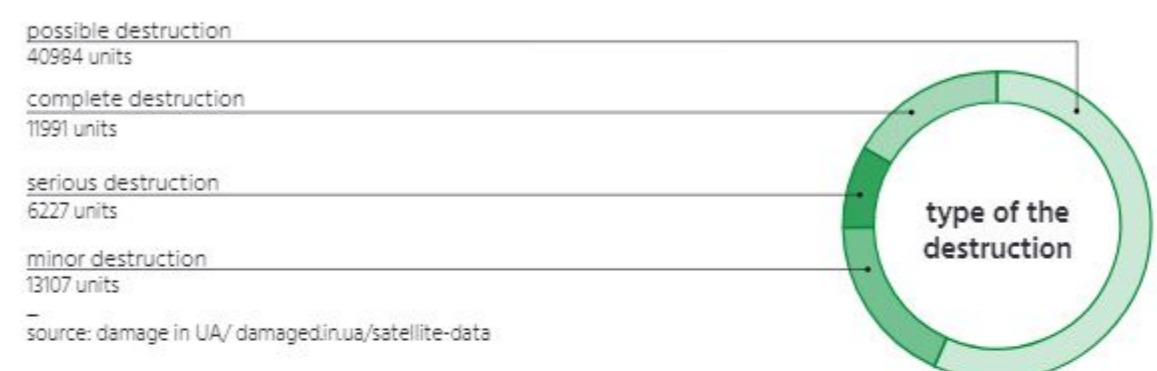 possible destruction
40984 units
complete destruction
11991 units
serious destruction
6227 units
minor destruction
13107 units
–
source: damage in UA/ damaged.in.ua/satellite-data
type of the
destruction